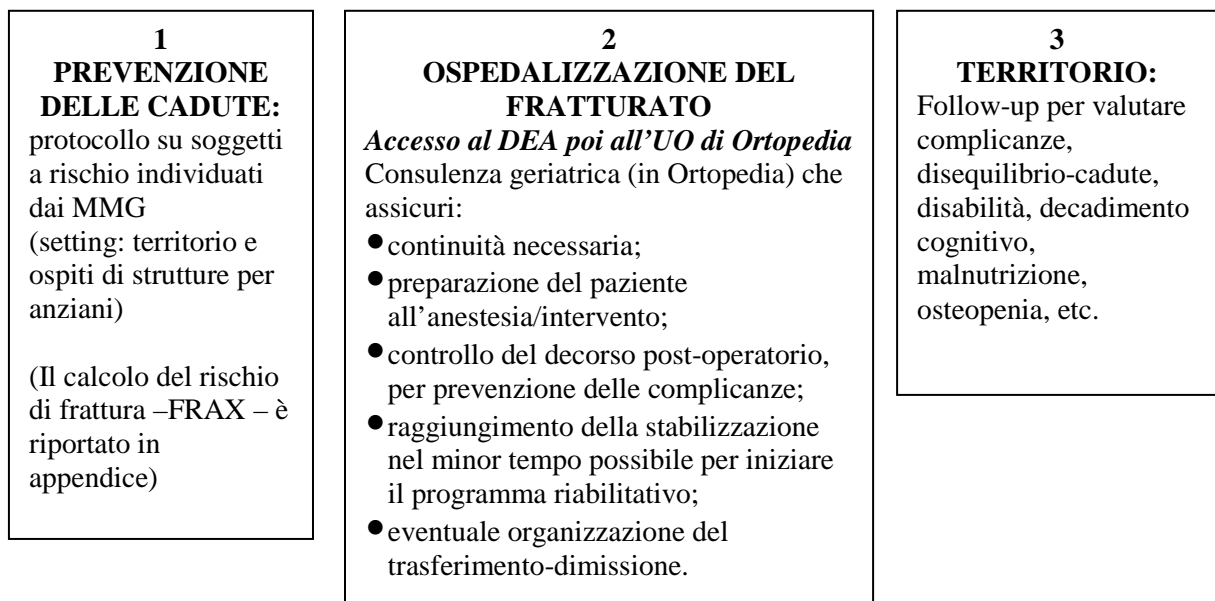 1
PREVENZIONE
DELLE CADUTE:
protocollo su soggetti
a rischio individuati
dai MMG
(setting: territorio e
ospiti di strutture per
anziani)
(Il calcolo del rischio
di frattura –FRAX – è
riportato in
appendice)
2
OSPEDALIZZAZIONE DEL
FRATTURATO
Accesso al DEA poi all’UO di Ortopedia
Consulenza geriatrica (in Ortopedia) che
assicuri:
●continuità necessaria;
●preparazione del paziente
all’anestesia/intervento;
●controllo del decorso post-operatorio,
per prevenzione delle complicanze;
●raggiungimento della stabilizzazione
nel minor tempo possibile per iniziare
il programma riabilitativo;
●eventuale organizzazione del
trasferimento-dimissione.
3
TERRITORIO:
Follow-up per valutare
complicanze,
disequilibrio-cadute,
disabilità, decadimento
cognitivo,
malnutrizione,
osteopenia, etc.